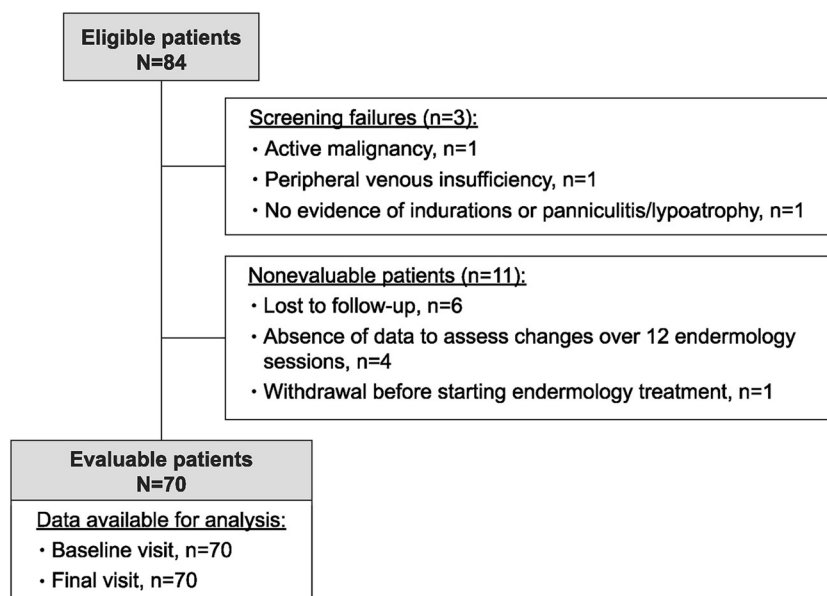 Eligible patients
N=84
Screening failures (n=3):
· Active malignancy, n=1
· Peripheral venous insufficiency, n=1
· No evidence of indurations or panniculitis/lypoatrophy, n=1
Nonevaluable patients (n=11):
· Lost to follow-up, n=6
· Absence of data to assess changes over 12 endermology
sessions, n=4
· Withdrawal before starting endermology treatment, n=1
Evaluable patients
N=70
Data available for analysis:
· Baseline visit, n=70
· Final visit, n=70